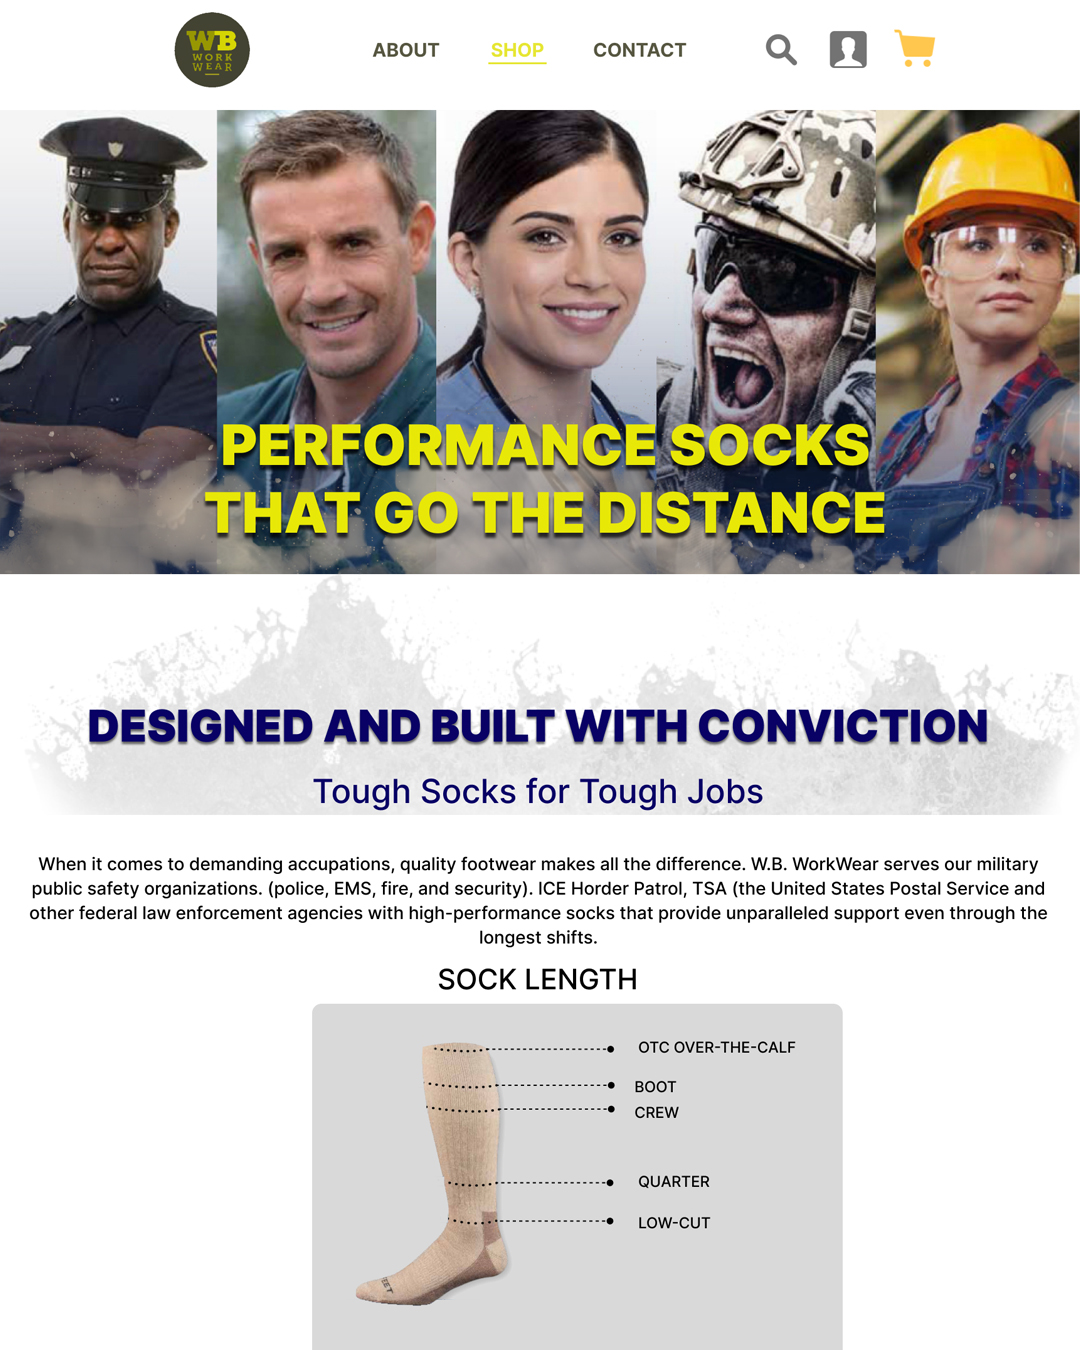 WB
WORK
WEAR
ABOUT
SHOP
CONTACT
PERFORMANCE SOCKS
THAT GO THE DISTANCE
DESIGNED AND BUILT WITH CONVICTION
Tough Socks for Tough Jobs
When it comes to demanding accupations, quality footwear makes all the difference. W.B. WorkWear serves our military
public safety organizations. (police, EMS, fire, and security). ICE Horder Patrol, TSA (the United States Postal Service and
other federal law enforcement agencies with high-performance socks that provide unparalleled support even through the
longest shifts.
SOCK LENGTH
OTC OVER-THE-CALF
BOOT
CREW
QUARTER
LOW-CUT